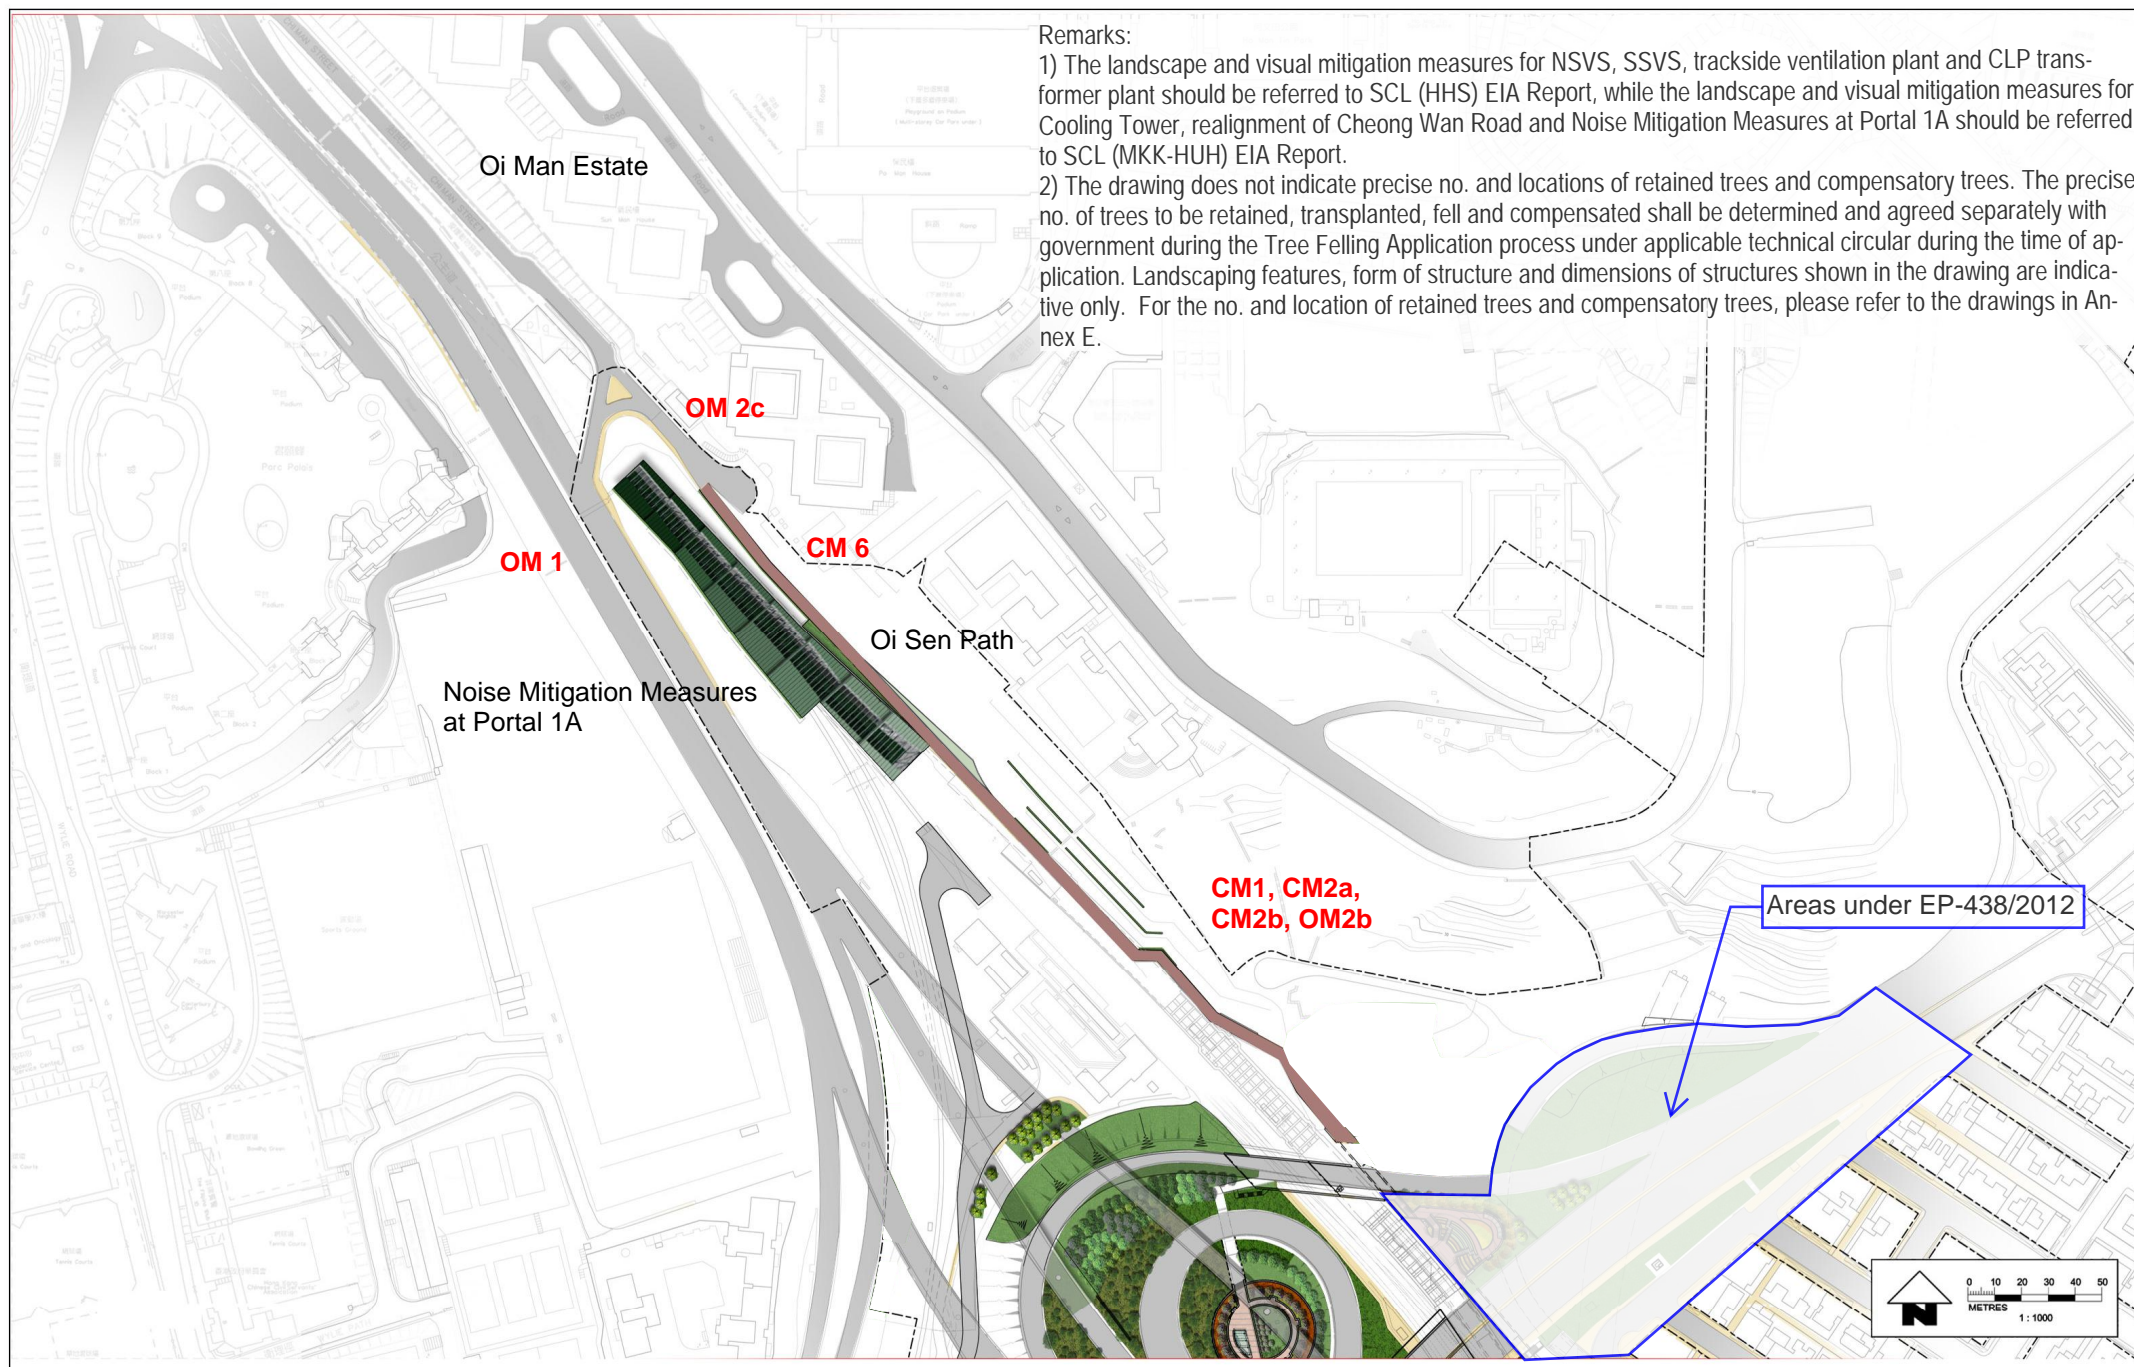 Remarks:
1) The landscape and visual mitigation measures for NSVS, SSVS, trackside ventilation plant and CLP trans-
former plant should be referred to SCL (HHS) EIA Report, while the landscape and visual mitigation measures for
Cooling Tower, realignment of Cheong Wan Road and Noise Mitigation Measures at Portal 1A should be referred
to SCL (MKK-HUH) EIA Report.
2) The drawing does not indicate precise no. and locations of retained trees and compensatory trees. The precise
no. of trees to be retained, transplanted, fell and compensated shall be determined and agreed separately with
government during the Tree Felling Application process under applicable technical circular during the time of ap-
plication. Landscaping features, form of structure and dimensions of structures shown in the drawing are indica-
tive only. For the no. and location of retained trees and compensatory trees, please refer to the drawings in An-
nex E.
Oi Man Estate
OM 2c
CM 6
OM 1
Oi Sen Path
Noise Mitigation Measures
at Portal 1A
CM1, CM2a,
CM2b, OM2b
Areas under EP-438/2012
Parc Palais
Podium
WYLIE ROAD
N
0 10 20 30 40 50
METRES
1 : 1000